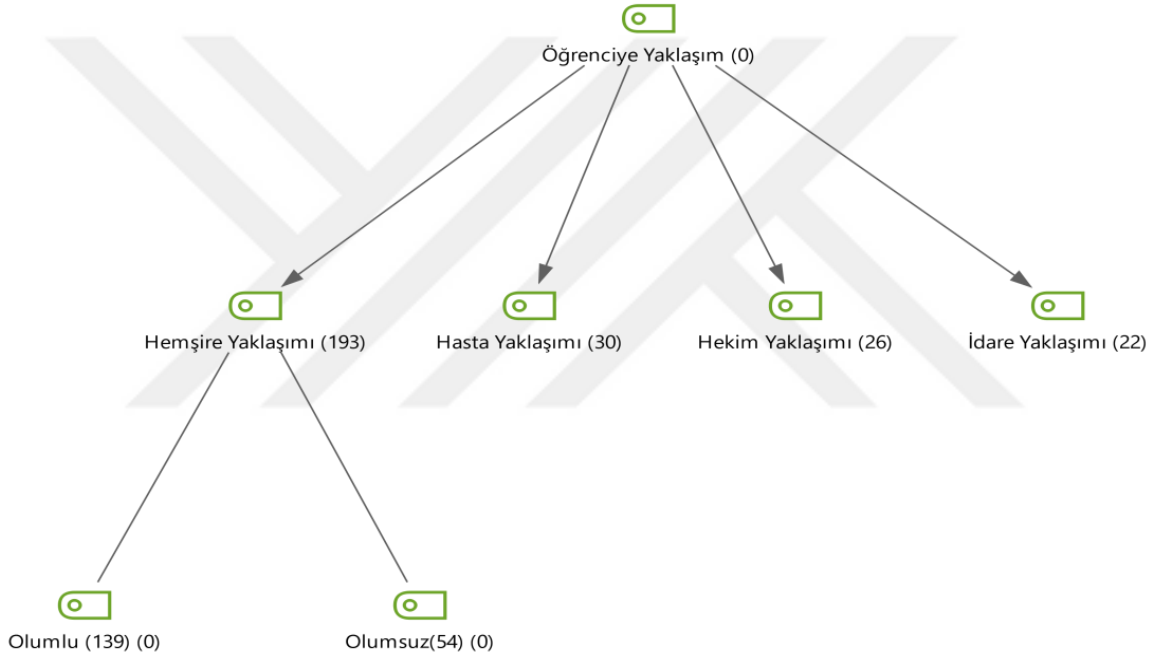 Öğrenciye Yaklaşım (0)
Hemşire Yaklaşımı (193)
Hasta Yaklaşımı (30)
Hekim Yaklaşımı (26)
İdare Yaklaşımı (22)
Olumlu (139) (0)
Olumsuz(54) (0)